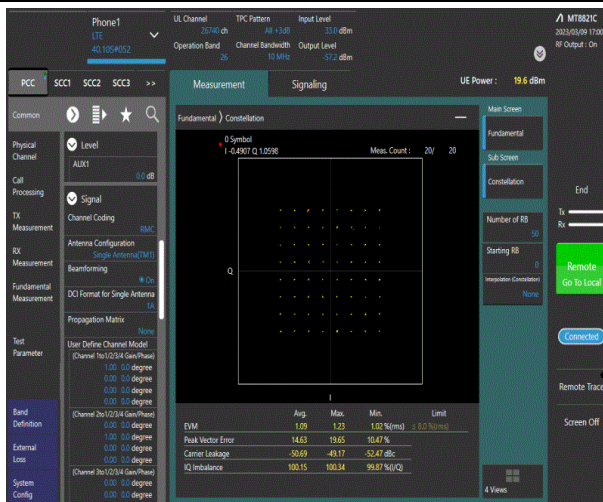 Phone1
LTE
40.10S#052
UL Channel TPC Pattern Input Level
26740 ch All +3dB 33.0 dBm
Operation Band Channel Bandwidth Output Level
26 10 MHz -57.2 dBm
MT8821C
2023/03/09 17:00
RF Output : On
PCC SCC1 SCC2 SCC3 >>
Measurement Signaling
UE Power : 19.6 dBm
Common
Physical
Channel
Call
Processing
TX
Measurement
RX
Measurement
Fundamental
Measurement
Test
Parameter
Band
Definition
External
Loss
System
Config
Level
AUX1
0.0 dB
Signal
Channel Coding
RMC
Antenna Configuration
Single Antenna(TM1)
Beamforming
On
DCI Format for Single Antenna
1A
Propagation Matrix
None
User Define Channel Model
(Channel 1to1/2/3/4 Gain/Phase)
1.00 0.0 degree
0.00 0.0 degree
0.00 0.0 degree
0.00 0.0 degree
(Channel 2to1/2/3/4 Gain/Phase)
0.00 0.0 degree
1.00 0.0 degree
0.00 0.0 degree
0.00 0.0 degree
(Channel 3to1/2/3/4 Gain/Phase)
0.00 0.0 degree
0.00 0.0 degree
Fundamental 〉 Constellation
0 Symbol
I -0.4907 Q 1.0598 Meas. Count : 20/ 20
Q
I
Avg. Max. Min. Limit
EVM 1.09 1.23 1.02 %(rms) ≤ 8.0 %(rms)
Peak Vector Error 14.63 19.65 10.47 %
Carrier Leakage -50.69 -49.17 -52.47 dBc
IQ Imbalance 100.15 100.34 99.87 %(I/Q)
Main Screen
Fundamental
Sub Screen
Constellation
Number of RB
50
Starting RB
0
Interpolation (Constellation)
None
4 Views
End
Tx
Rx
Remote
Go To Local
Connected
Remote Trace
Screen Off